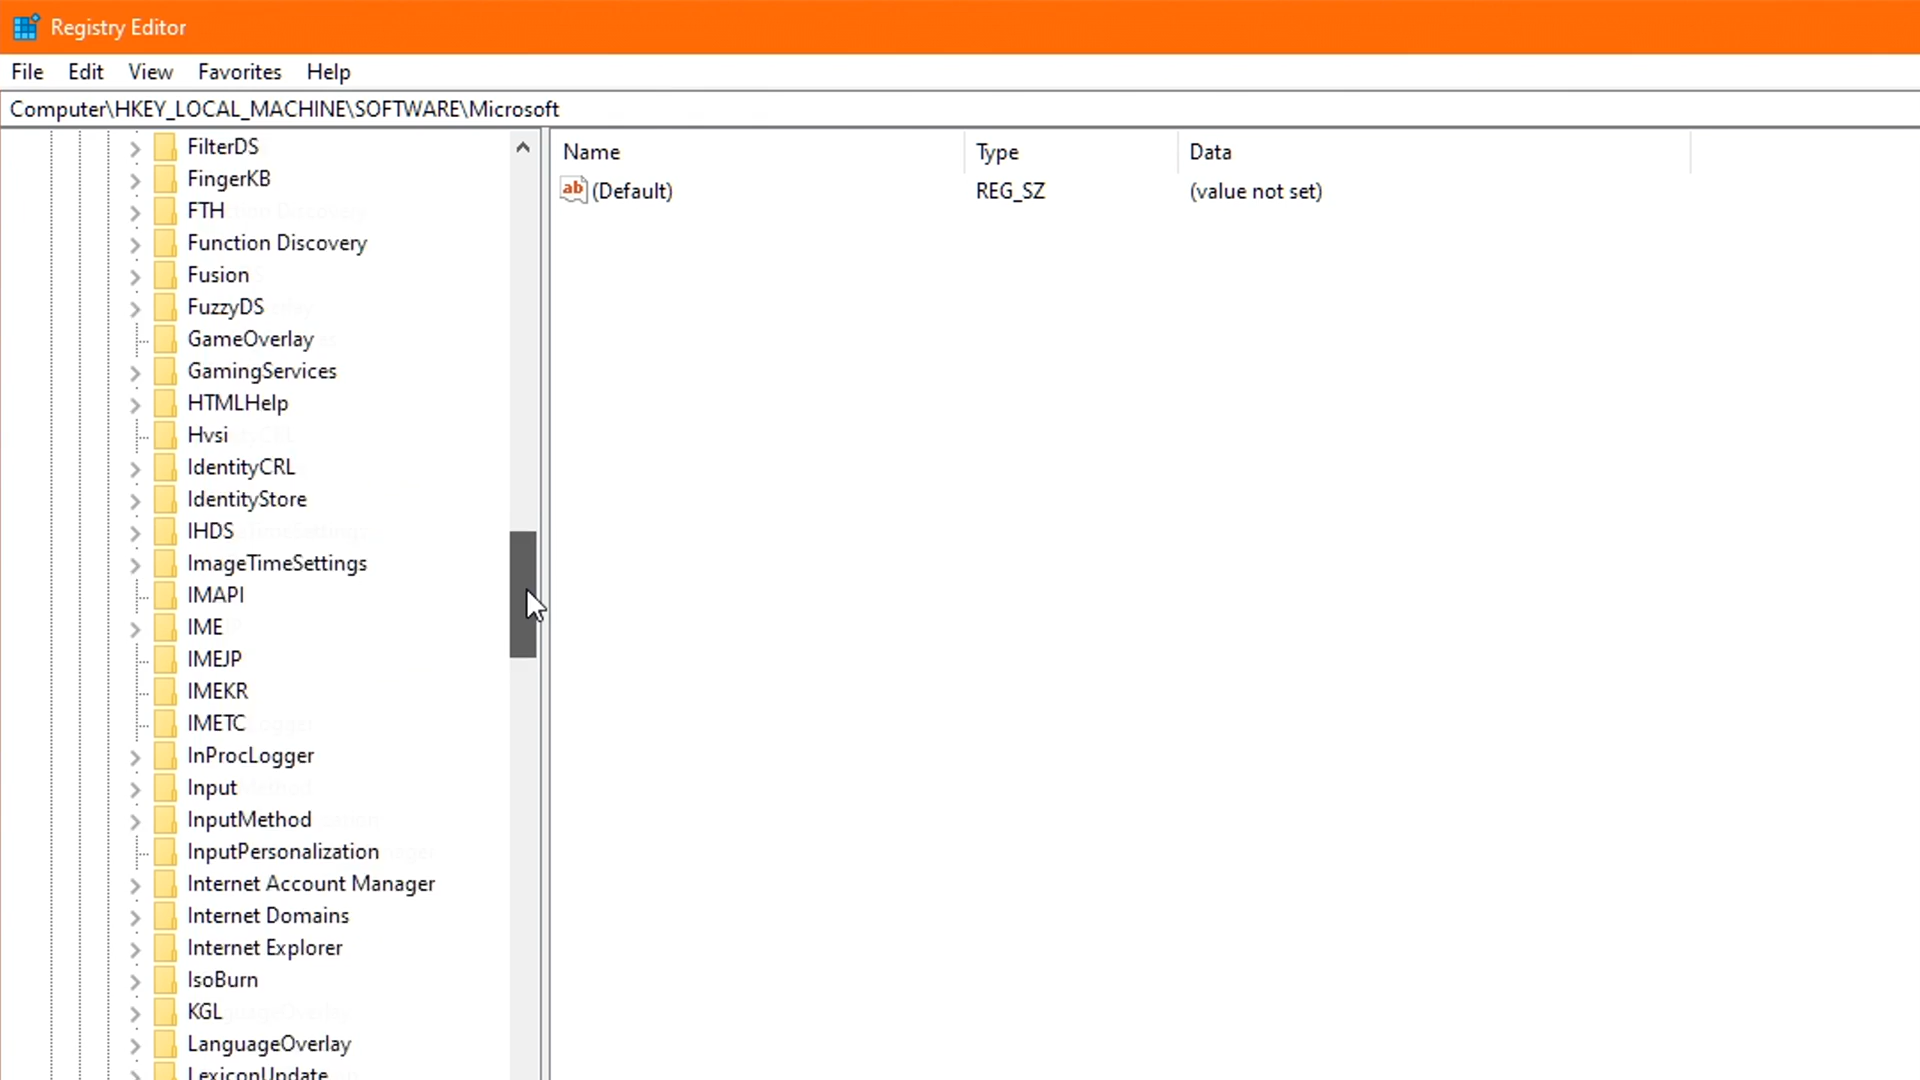 Registry Editor
File Edit View Favorites Help
Computer\HKEY_LOCAL_MACHINE\SOFTWARE\Microsoft
FilterDS
FingerKB
FTH
Function Discovery
Fusion
FuzzyDS
GameOverlay
GamingServices
HTMLHelp
Hvsi
IdentityCRL
IdentityStore
IHDS
ImageTimeSettings
IMAPI
IME
IMEJP
IMEKR
IMETC
InProcLogger
Input
InputMethod
InputPersonalization
Internet Account Manager
Internet Domains
Internet Explorer
IsoBurn
KGL
LanguageOverlay
LexiconUpdate
Name Type Data
ab (Default) REG_SZ (value not set)